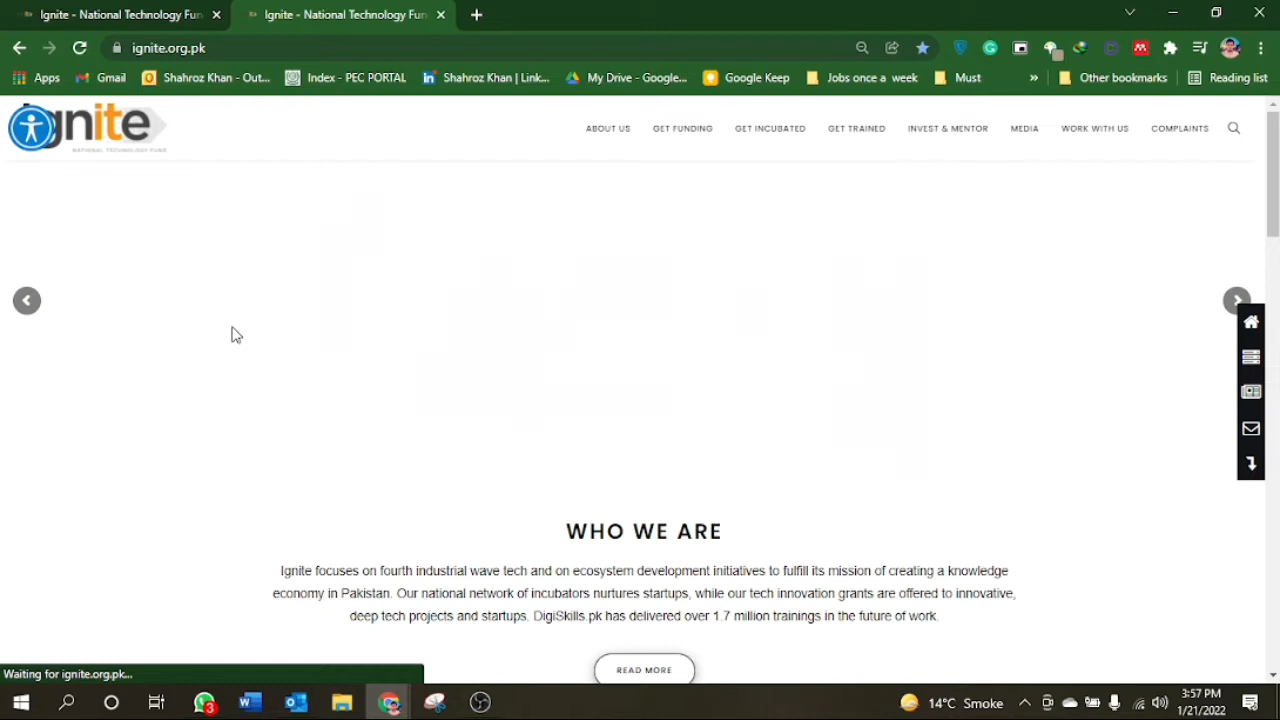 Ignite - National Technology Fun
Ignite - National Technology Fun
ignite.org.pk
Apps
Gmail
Shahroz Khan - Out...
Index - PEC PORTAL
Shahroz Khan | Link...
My Drive - Google...
Google Keep
Jobs once a week
Must
»
Other bookmarks
Reading list
Ignite
NATIONAL TECHNOLOGY FUND
ABOUT US
GET FUNDING
GET INCUBATED
GET TRAINED
INVEST & MENTOR
MEDIA
WORK WITH US
COMPLAINTS
WHO WE ARE
Ignite focuses on fourth industrial wave tech and on ecosystem development initiatives to fulfill its mission of creating a knowledge
economy in Pakistan. Our national network of incubators nurtures startups, while our tech innovation grants are offered to innovative,
deep tech projects and startups. DigiSkills.pk has delivered over 1.7 million trainings in the future of work.
READ MORE
Waiting for ignite.org.pk...
3
14°C Smoke
3:57 PM
1/21/2022